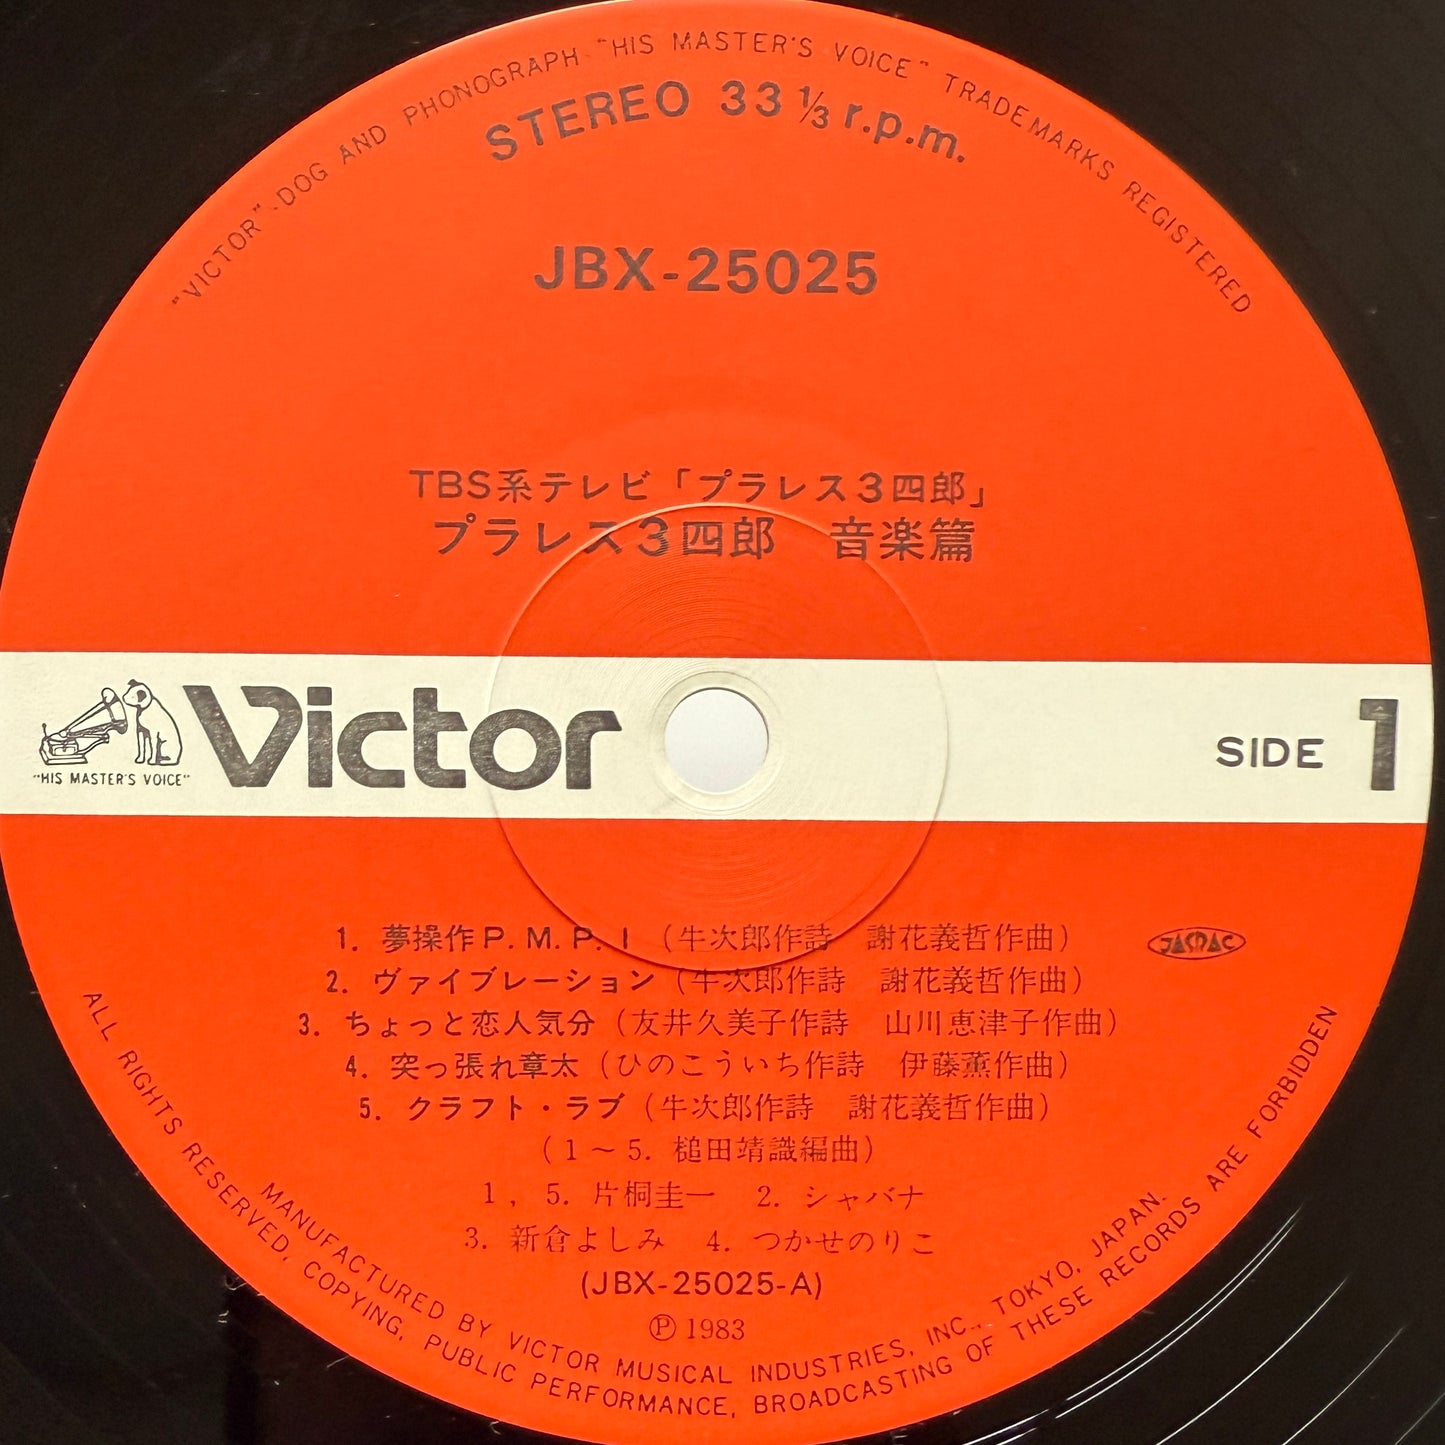 "VICTOR"-DOG AND PHONOGRAPH-"HIS MASTER'S VOICE" TRADEMARKS REGISTERED
STEREO 33 1/3 r.p.m.
JBX-25025
TBS系テレビ「プラレス3四郎」
プラレス3四郎　音楽篇
"HIS MASTER'S VOICE"
Victor
SIDE 1
1. 夢操作P.M.P.I（牛次郎作詩　謝花義哲作曲）
JASRAC
2. ヴァイブレーション（牛次郎作詩　謝花義哲作曲）
3. ちょっと恋人気分（友井久美子作詩　山川恵津子作曲）
4. 突っ張れ章太（ひのこういち作詩　伊藤薫作曲）
5. クラフト・ラブ（牛次郎作詩　謝花義哲作曲）
（1～5. 槌田靖識編曲）
1, 5. 片桐圭一　2. シャバナ
3. 新倉よしみ　4. つかせのりこ
(JBX-25025-A)
Ⓟ1983
MANUFACTURED BY VICTOR MUSICAL INDUSTRIES, INC., TOKYO, JAPAN.
ALL RIGHTS RESERVED, COPYING, PUBLIC PERFORMANCE, BROADCASTING OF THESE RECORDS ARE FORBIDDEN